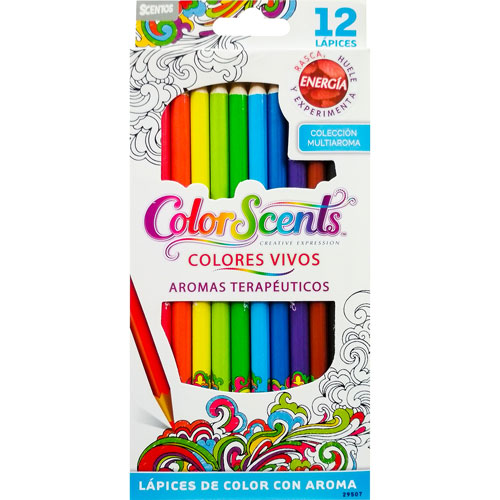 SCENTOS
12
LÁPICES
RASCA, HUELE
Y EXPERIMENTA
ENERGÍA
COLECCIÓN
MULTIAROMA
ColorScents™
CREATIVE EXPRESSION
COLORES VIVOS
AROMAS TERAPÉUTICOS
LÁPICES DE COLOR CON AROMA
29507